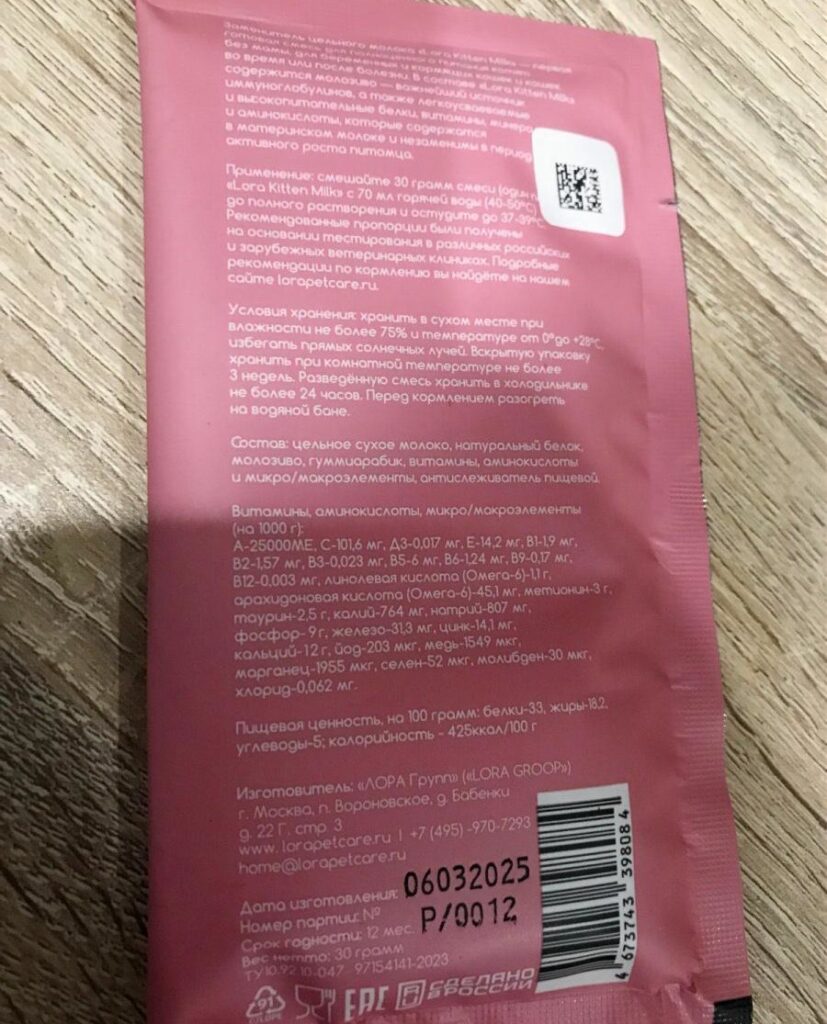 Заменитель цельного молока «Lora Kitten Milk» — первая
готовая смесь для полноценного питания котят
без мамы, для беременных и кормящих кошек и кошек
во время или после болезни. В составе «Lora Kitten Milk»
содержится молозиво — важнейший источник
иммуноглобулинов, а также легкоусваеваемые
и высокопитательные белки, витамины, минера
и аминокислоты, которые содержатся
в материнском молоке и незаменимы в период
активного роста питомца.
Применение: смешайте 30 грамм смеси (один п
«Lora Kitten Milk» с 70 мл горячей воды (40-50°C)
до полного растворения и остудите до 37-39°C.
Рекомендованные пропорции были получены
на основании тестирования в различных российских
и зарубежных ветеринарных клиниках. Подробные
рекомендации по кормлению вы найдёте на нашем
сайте lorapetcare.ru.
Условия хранения: хранить в сухом месте при
влажности не более 75% и температуре от 0°до +28°C,
избегать прямых солнечных лучей. Вскрытую упаковку
хранить при комнатной температуре не более
3 недель. Разведённую смесь хранить в холодильнике
не более 24 часов. Перед кормлением разогреть
на водяной бане.
Состав: цельное сухое молоко, натуральный белок,
молозиво, гуммиарабик, витамины, аминокислоты
и микро/макроэлементы, антислеживатель пищевой.
Витамины, аминокислоты, микро/макроэлементы
(на 1000 г):
А-25000МЕ, С-101,6 мг, Д3-0,017 мг, Е-14,2 мг, В1-1,9 мг,
В2-1,57 мг, В3-0,023 мг, В5-6 мг, В6-1,24 мг, В9-0,17 мг,
В12-0,003 мг, линолевая кислота (Омега-6)-1,1 г,
арахидоновая кислота (Омега-6)-45,1 мг, метионин-3 г,
таурин-2,5 г, калий-764 мг, натрий-807 мг,
фосфор- 9 г, железо-31,3 мг, цинк-14,1 мг,
кальций-12 г, йод-203 мкг, медь-1549 мкг,
марганец-1955 мкг, селен-52 мкг, молибден-30 мкг,
хлорид-0,062 мг.
Пищевая ценность, на 100 грамм: белки-33, жиры-18,2,
углеводы-5; калорийность - 425ккал/100 г
Изготовитель: «ЛОРА Групп» («LORA GROOP»)
г. Москва, п. Вороновское, д. Бабенки
д. 22 Г. стр. 3
www. lorapetcare.ru | +7 (495) -970-7293
home@lorapetcare.ru
Дата изготовления: 06032025
Номер партии: № P/0012
Срок годности: 12 мес.
Вес нетто: 30 грамм
ТУ10.92.10-047 97154141-2023
91
C/LDPE
EAC
СДЕЛАНО
В РОССИИ
4 673743 398084